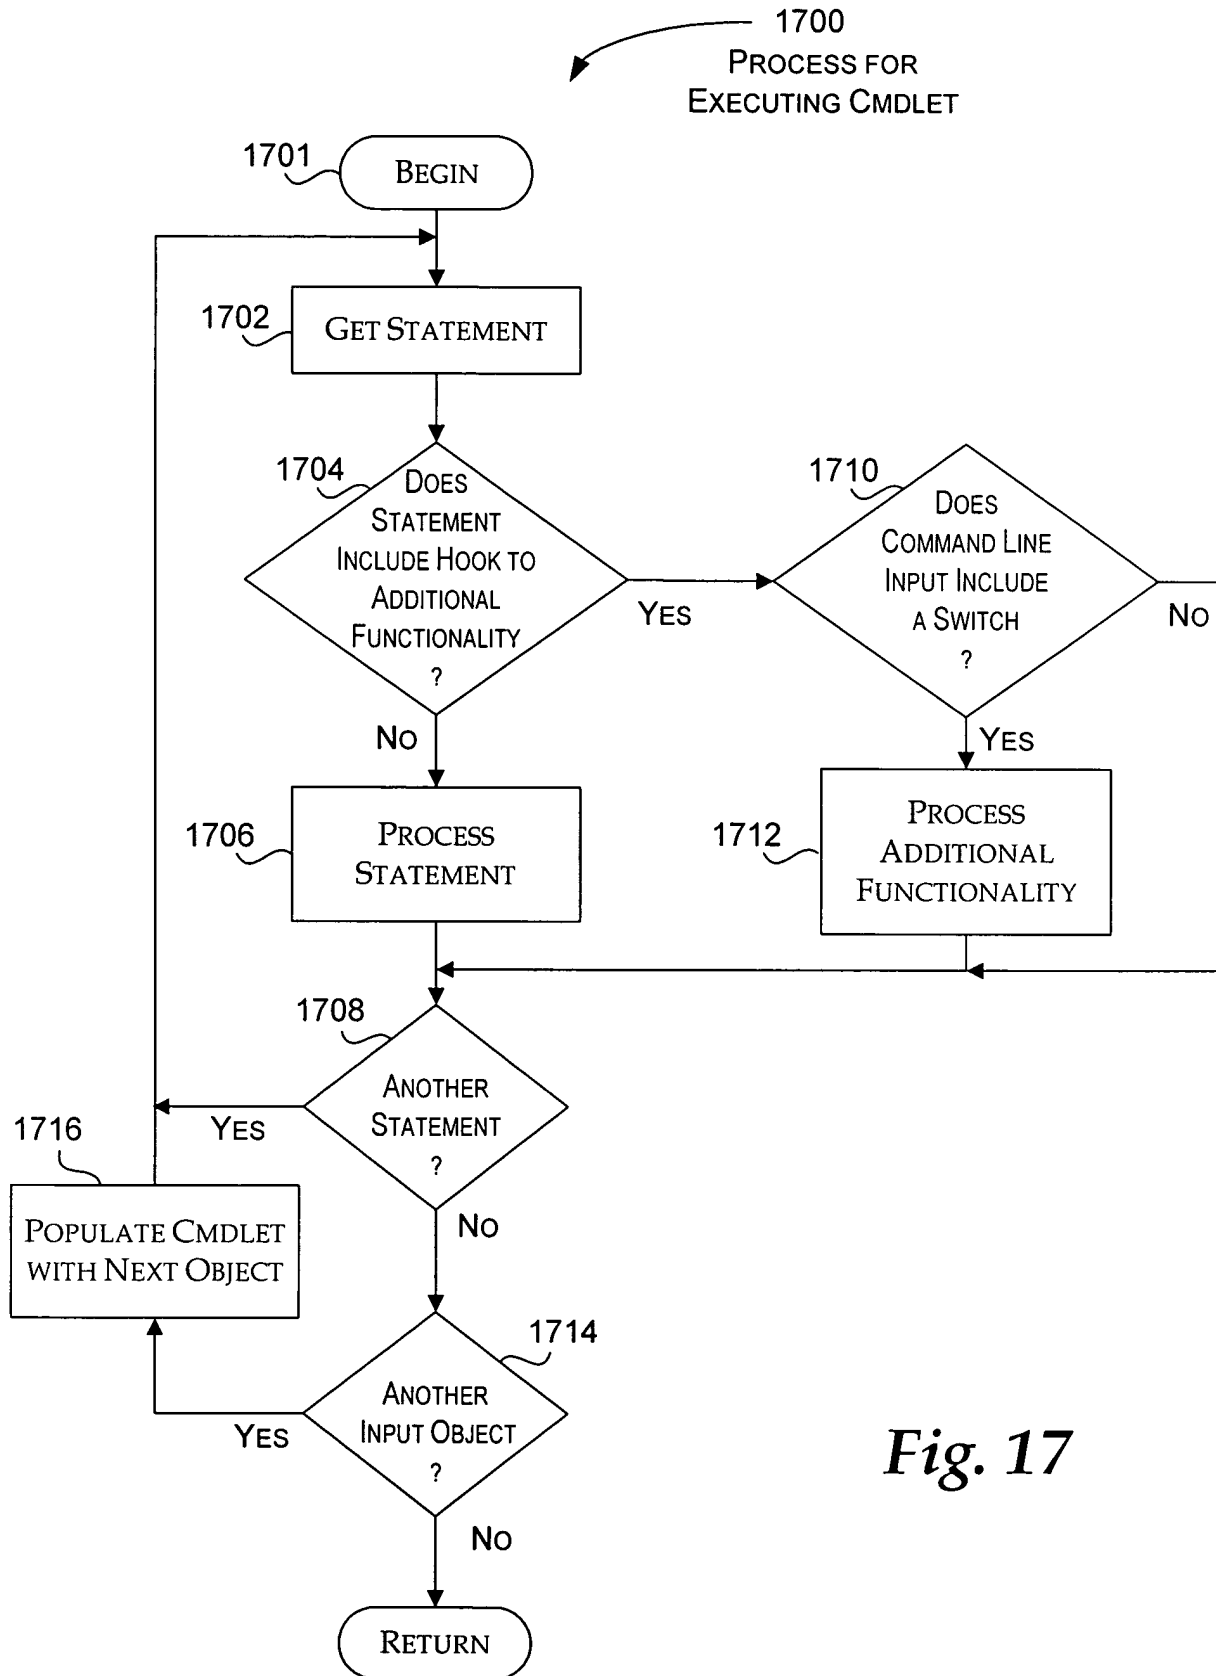 1700
PROCESS FOR
EXECUTING CMDLET
1701
BEGIN
1702
GET STATEMENT
1704
DOES
STATEMENT
INCLUDE HOOK TO
ADDITIONAL
FUNCTIONALITY
?
YES
NO
1710
DOES
COMMAND LINE
INPUT INCLUDE
A SWITCH
?
NO
YES
1706
PROCESS
STATEMENT
1712
PROCESS
ADDITIONAL
FUNCTIONALITY
1708
ANOTHER
STATEMENT
?
YES
NO
1716
POPULATE CMDLET
WITH NEXT OBJECT
1714
ANOTHER
INPUT OBJECT
?
YES
NO
RETURN
Fig. 17